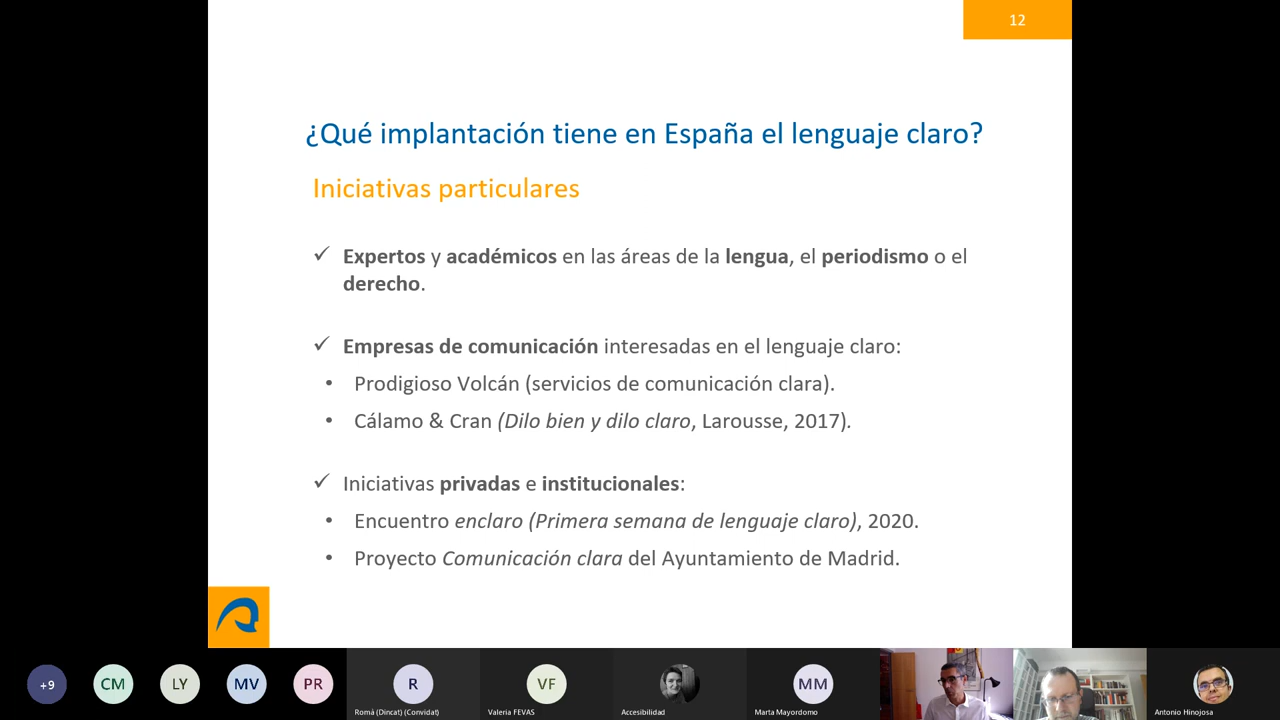 12
¿Qué implantación tiene en España el lenguaje claro?
Iniciativas particulares
✓ Expertos y académicos en las áreas de la lengua, el periodismo o el
derecho.
✓ Empresas de comunicación interesadas en el lenguaje claro:
• Prodigioso Volcán (servicios de comunicación clara).
• Cálamo & Cran (Dilo bien y dilo claro, Larousse, 2017).
✓ Iniciativas privadas e institucionales:
• Encuentro enclaro (Primera semana de lenguaje claro), 2020.
• Proyecto Comunicación clara del Ayuntamiento de Madrid.
+9 CM LY MV PR R VF MM
Romá (Dincat) (Convidat) Valeria FEVAS Accesibilidad Marta Mayordomo Antonio Hinojosa